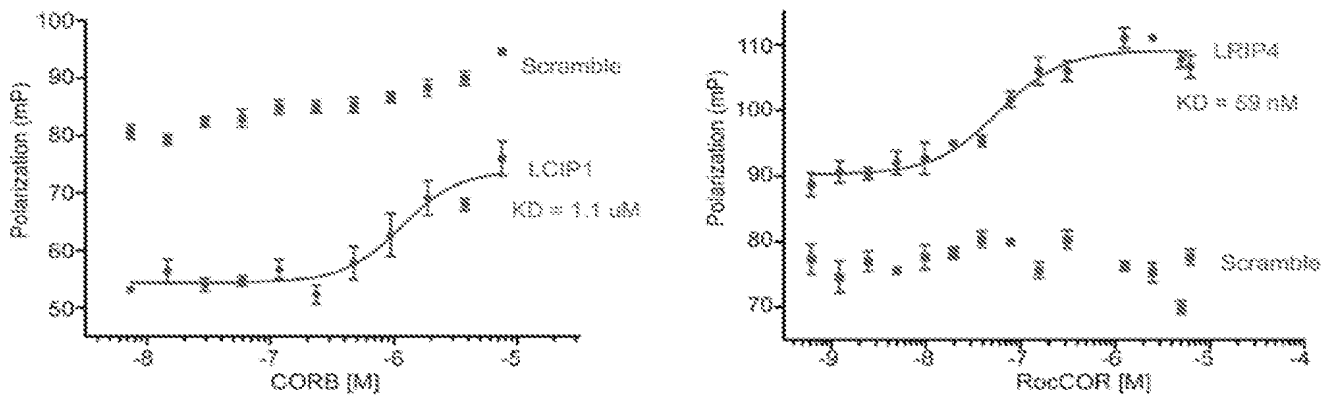 100
90
80
70
60
50
Polarization (mP)
Scramble
LCIP1
KD = 1.1 uM
-8
-7
-6
-5
CORB [M]
110
100
90
80
70
Polarization (mP)
LRIP4
KD = 59 nM
Scramble
-9
-8
-7
-6
-5
-4
RocCOR [M]